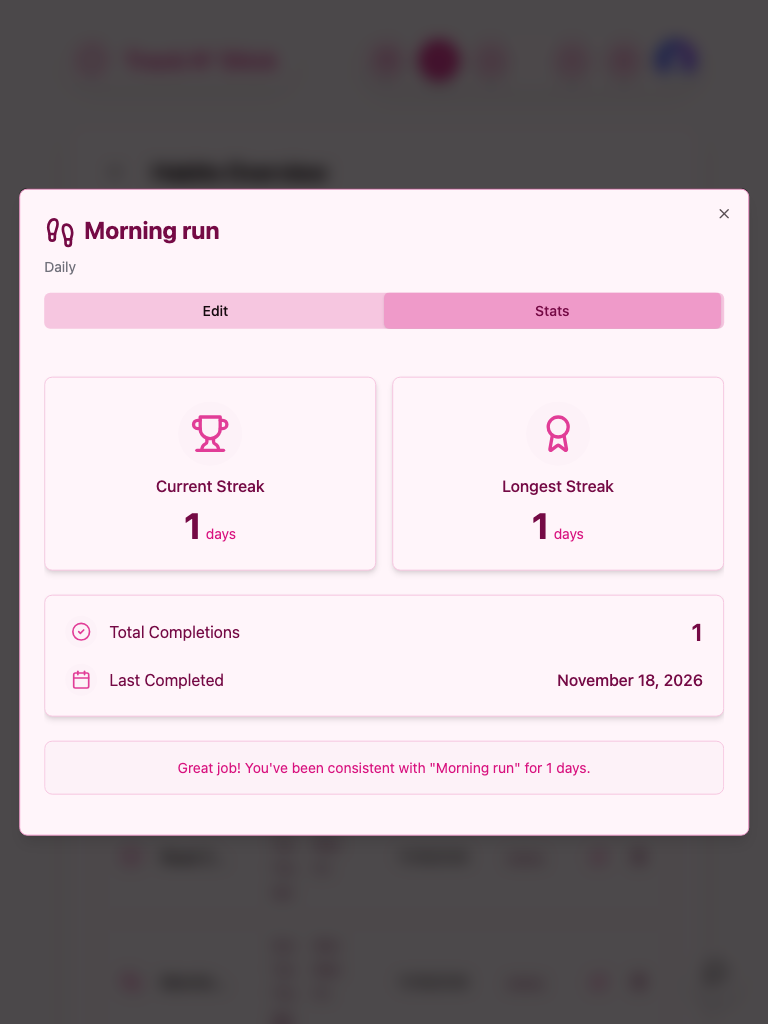 Morning run
Daily
Edit
Stats
Current Streak
1 days
Longest Streak
1 days
Total Completions
1
Last Completed
November 18, 2026
Great job! You've been consistent with "Morning run" for 1 days.